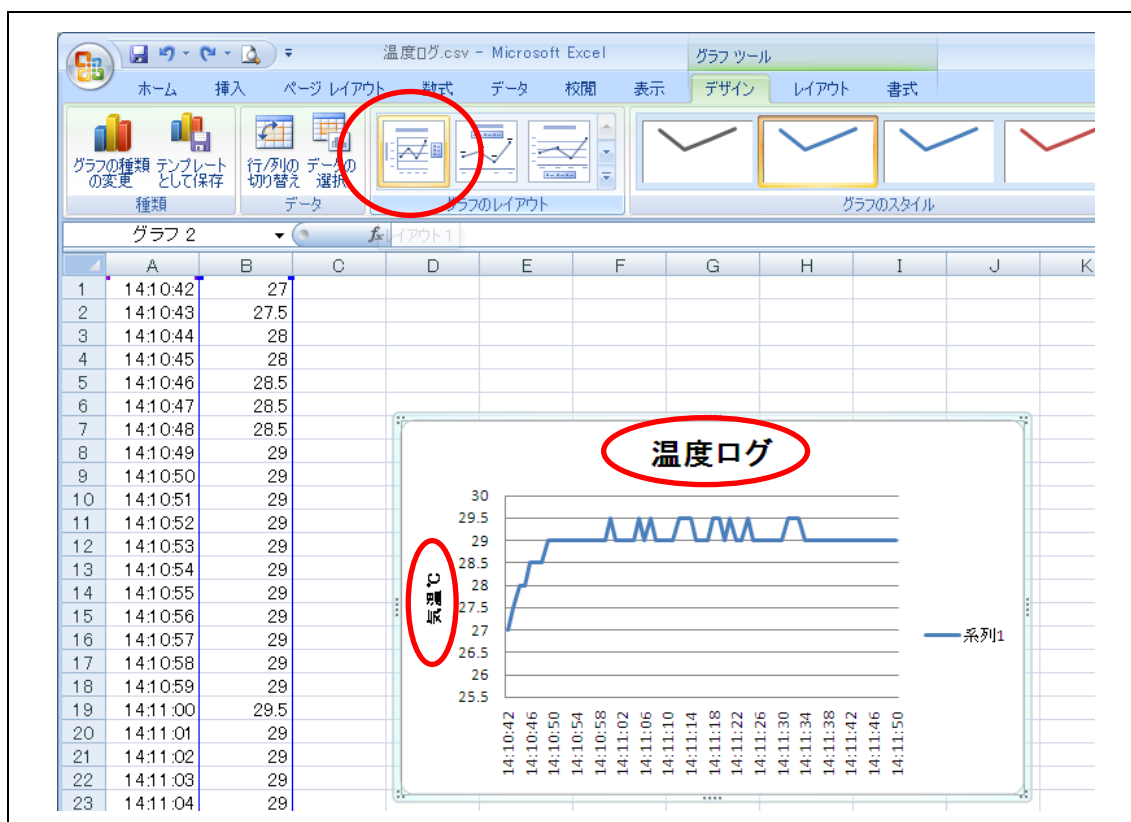 温度ログ.csv - Microsoft Excel
グラフ ツール
ホーム 挿入 ページ レイアウト 数式 データ 校閲 表示 デザイン レイアウト 書式
グラフの種類の変更 テンプレートとして保存 行/列の切り替え データの選択
種類 データ グラフのレイアウト グラフのスタイル
グラフ 2 fx レイアウト 1
A B C D E F G H I J K
1 14:10:42 27
2 14:10:43 27.5
3 14:10:44 28
4 14:10:45 28
5 14:10:46 28.5
6 14:10:47 28.5
7 14:10:48 28.5
8 14:10:49 29
9 14:10:50 29
10 14:10:51 29
11 14:10:52 29
12 14:10:53 29
13 14:10:54 29
14 14:10:55 29
15 14:10:56 29
16 14:10:57 29
17 14:10:58 29
18 14:10:59 29
19 14:11:00 29.5
20 14:11:01 29
21 14:11:02 29
22 14:11:03 29
23 14:11:04 29
温度ログ
気温℃
30
29.5
29
28.5
28
27.5
27
26.5
26
25.5
系列1
14:10:42
14:10:46
14:10:50
14:10:54
14:10:58
14:11:02
14:11:06
14:11:10
14:11:14
14:11:18
14:11:22
14:11:26
14:11:30
14:11:34
14:11:38
14:11:42
14:11:46
14:11:50